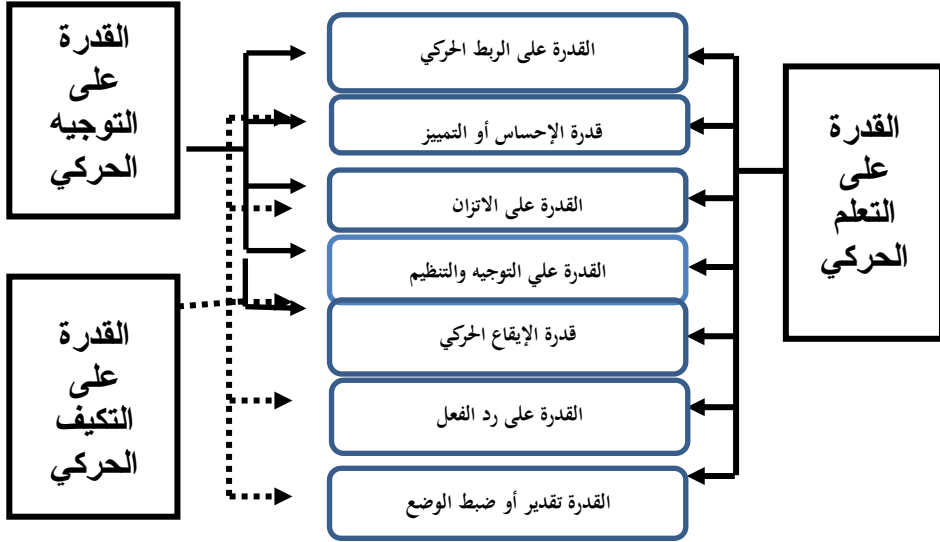 القدرة
على
التعلم
الحركي
القدرة على الربط الحركي
قدرة الإحساس أو التمييز
القدرة على الاتزان
القدرة علي التوجيه والتنظيم
قدرة الإيقاع الحركي
القدرة على رد الفعل
القدرة تقدير أو ضبط الوضع
القدرة
على
التوجيه
الحركي
القدرة
على
التكيف
الحركي